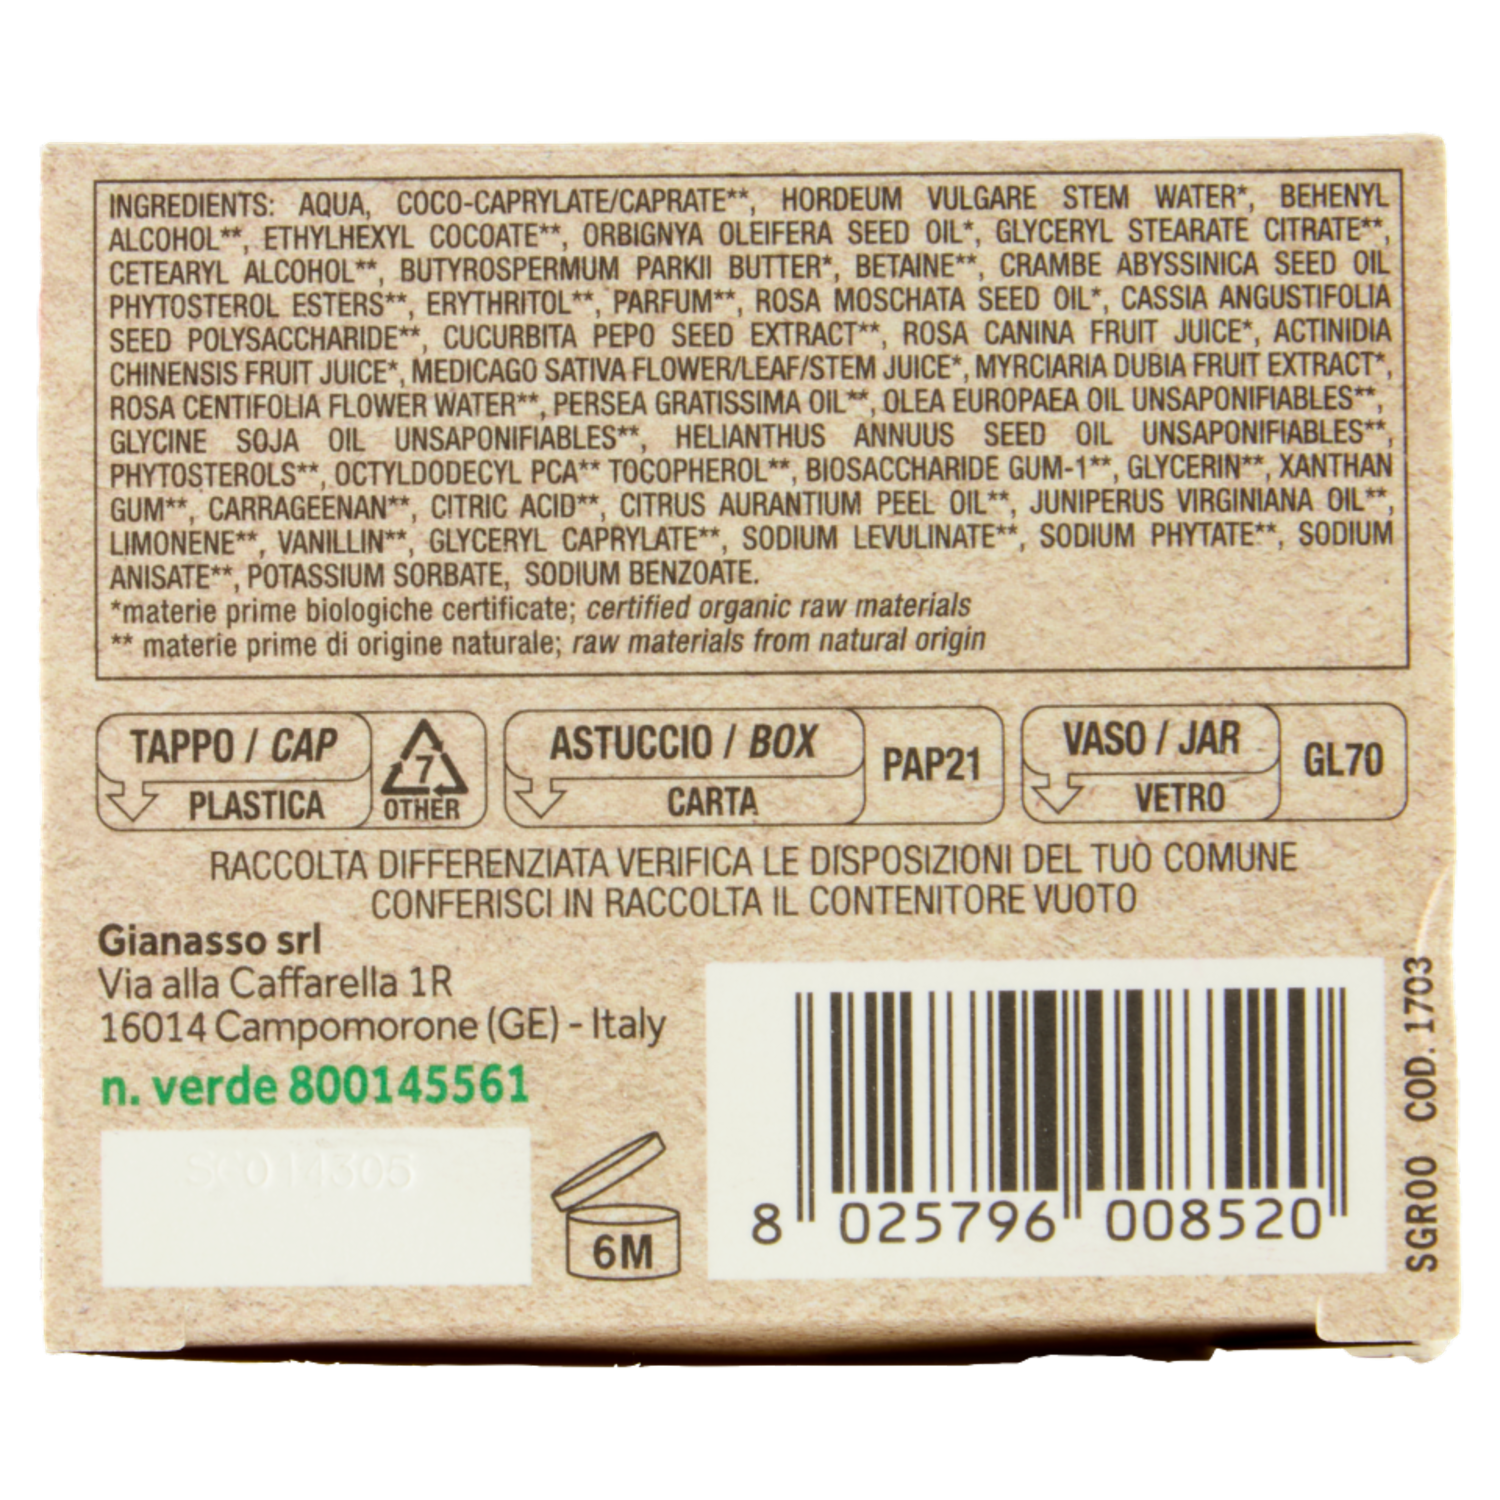 INGREDIENTS: AQUA, COCO-CAPRYLATE/CAPRATE**, HORDEUM VULGARE STEM WATER*, BEHENYL
ALCOHOL**, ETHYLHEXYL COCOATE**, ORBIGNYA OLEIFERA SEED OIL*, GLYCERYL STEARATE CITRATE**,
CETEARYL ALCOHOL**, BUTYROSPERMUM PARKII BUTTER*, BETAINE**, CRAMBE ABYSSINICA SEED OIL
PHYTOSTEROL ESTERS**, ERYTHRITOL**, PARFUM**, ROSA MOSCHATA SEED OIL*, CASSIA ANGUSTIFOLIA
SEED POLYSACCHARIDE**, CUCURBITA PEPO SEED EXTRACT**, ROSA CANINA FRUIT JUICE*, ACTINIDIA
CHINENSIS FRUIT JUICE*, MEDICAGO SATIVA FLOWER/LEAF/STEM JUICE*, MYRCIARIA DUBIA FRUIT EXTRACT*,
ROSA CENTIFOLIA FLOWER WATER**, PERSEA GRATISSIMA OIL**, OLEA EUROPAEA OIL UNSAPONIFIABLES**,
GLYCINE SOJA OIL UNSAPONIFIABLES**, HELIANTHUS ANNUUS SEED OIL UNSAPONIFIABLES**,
PHYTOSTEROLS**, OCTYLDODECYL PCA** TOCOPHEROL**, BIOSACCHARIDE GUM-1**, GLYCERIN**, XANTHAN
GUM**, CARRAGEENAN**, CITRIC ACID**, CITRUS AURANTIUM PEEL OIL**, JUNIPERUS VIRGINIANA OIL**,
LIMONENE**, VANILLIN**, GLYCERYL CAPRYLATE**, SODIUM LEVULINATE**, SODIUM PHYTATE**, SODIUM
ANISATE**, POTASSIUM SORBATE, SODIUM BENZOATE.
*materie prime biologiche certificate; certified organic raw materials
** materie prime di origine naturale; raw materials from natural origin
TAPPO / CAP
PLASTICA
7
OTHER
ASTUCCIO / BOX
CARTA
PAP21
VASO / JAR
VETRO
GL70
RACCOLTA DIFFERENZIATA VERIFICA LE DISPOSIZIONI DEL TUO COMUNE
CONFERISCI IN RACCOLTA IL CONTENITORE VUOTO
Gianasso srl
Via alla Caffarella 1R
16014 Campomorone (GE) - Italy
n. verde 800145561
6M
8 025796 008520
SGR00 COD. 1703